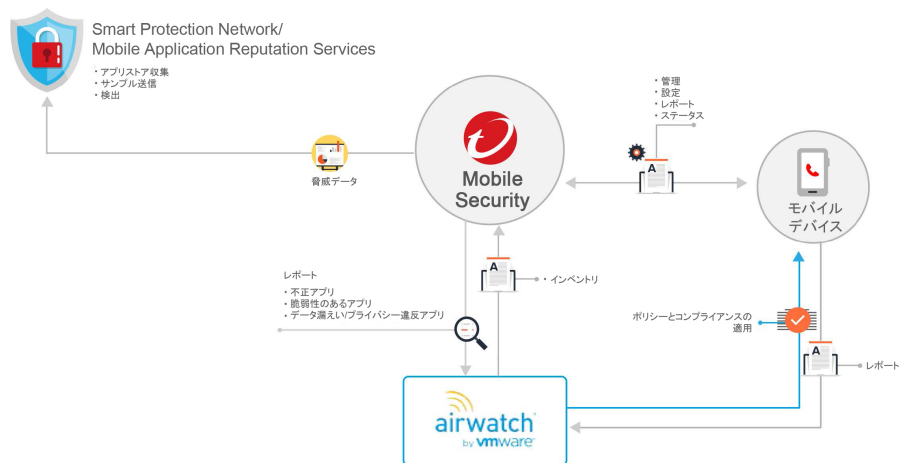 Smart Protection Network/
Mobile Application Reputation Services
・アプリストア収集
・サンプル送信
・検出
脅威データ
Mobile
Security
・管理
・設定
・レポート
・ステータス
A
モバイル
デバイス
レポート
・不正アプリ
・脆弱性のあるアプリ
・データ漏えい/プライバシー違反アプリ
A
・インベントリ
ポリシーとコンプライアンスの
適用
A
レポート
airwatch
by vmware